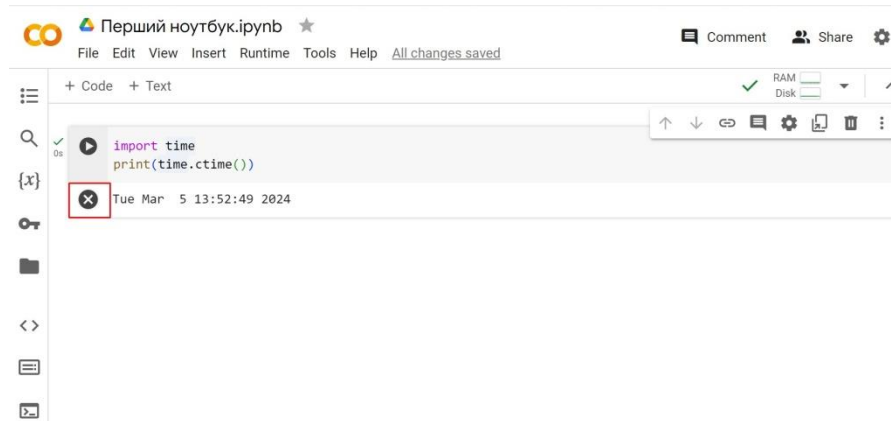 CO Перший ноутбук.ipynb
Comment Share
File Edit View Insert Runtime Tools Help All changes saved
+ Code + Text
RAM
Disk
{x}
0s
import time
print(time.ctime())
Tue Mar  5 13:52:49 2024